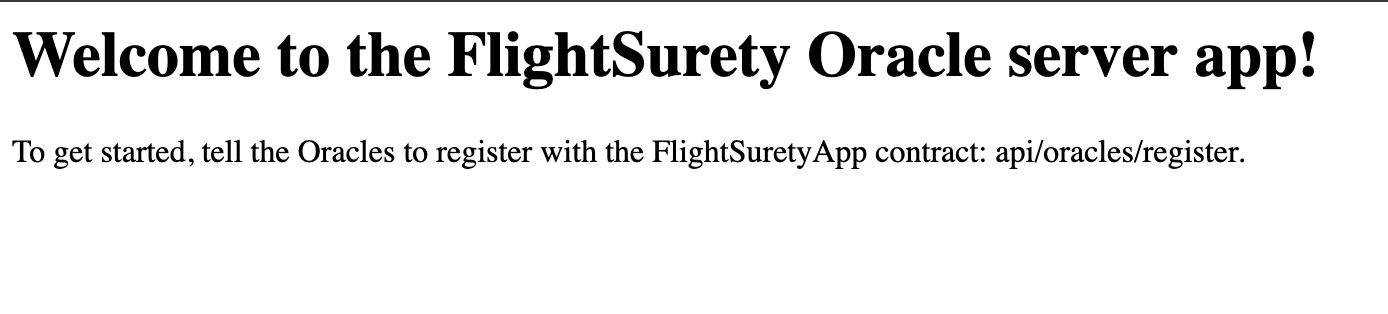 Welcome to the FlightSurety Oracle server app!
To get started, tell the Oracles to register with the FlightSuretyApp contract: api/oracles/register.